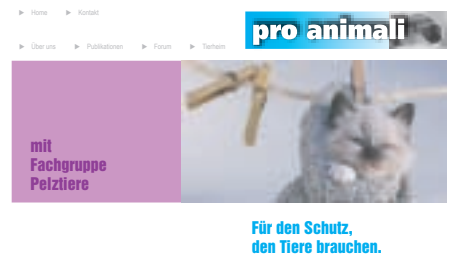 Home Kontakt
pro animali
Über uns Publikationen Forum Tierheim
mit
Fachgruppe
Pelztiere
Für den Schutz,
den Tiere brauchen.